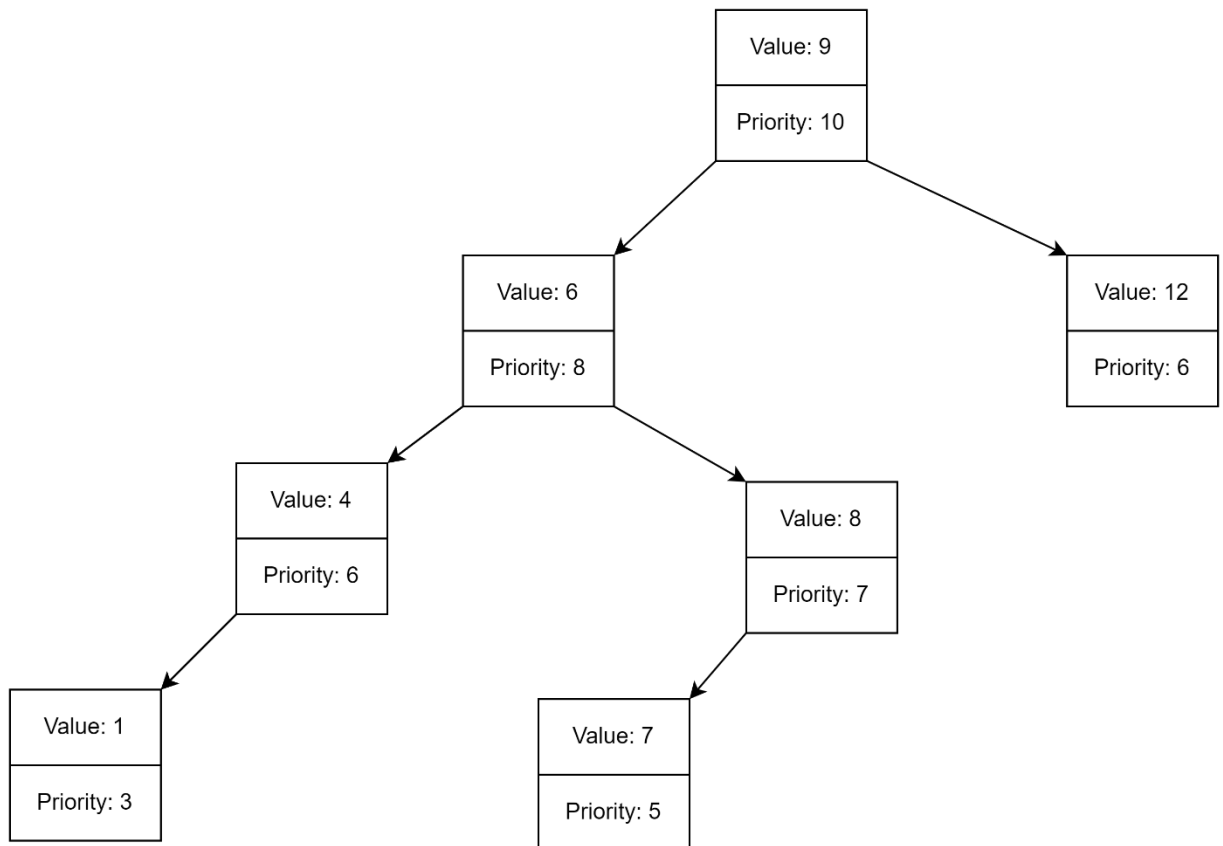 Value: 9
Priority: 10
Value: 6
Priority: 8
Value: 12
Priority: 6
Value: 4
Priority: 6
Value: 8
Priority: 7
Value: 1
Priority: 3
Value: 7
Priority: 5